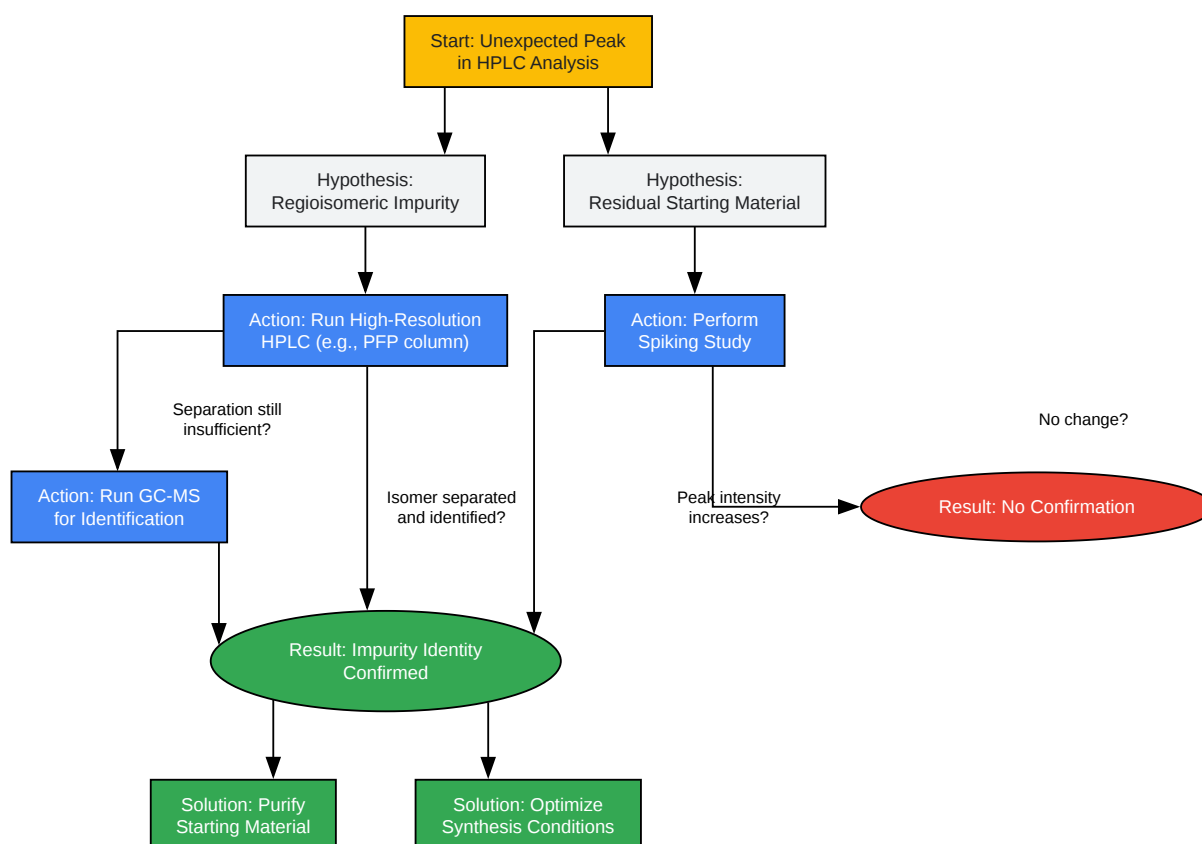 Start: Unexpected Peak
in HPLC Analysis
Hypothesis:
Regioisomeric Impurity
Hypothesis:
Residual Starting Material
Action: Run High-Resolution
HPLC (e.g., PFP column)
Action: Perform
Spiking Study
Separation still
insufficient?
No change?
Action: Run GC-MS
for Identification
Isomer separated
and identified?
Peak intensity
increases?
Result: No Confirmation
Result: Impurity Identity
Confirmed
Solution: Purify
Starting Material
Solution: Optimize
Synthesis Conditions